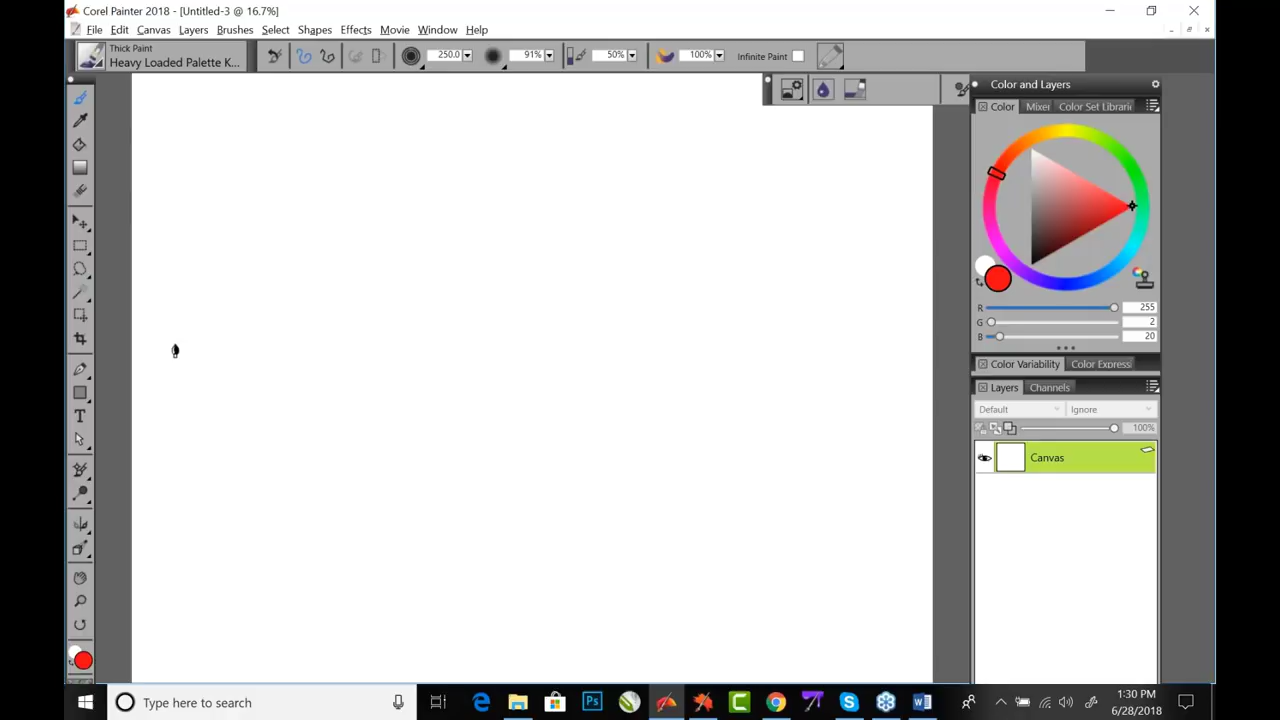 Corel Painter 2018 - [Untitled-3 @ 16.7%]
File Edit Canvas Layers Brushes Select Shapes Effects Movie Window Help
Thick Paint
Heavy Loaded Palette K...
250.0 91% 50% 100% Infinite Paint
Color and Layers
Color Mixer Color Set Librari
R 255
G 2
B 20
Color Variability Color Express
Layers Channels
Default Ignore
100%
Canvas
T
Ps
Type here to search
1:30 PM
6/28/2018